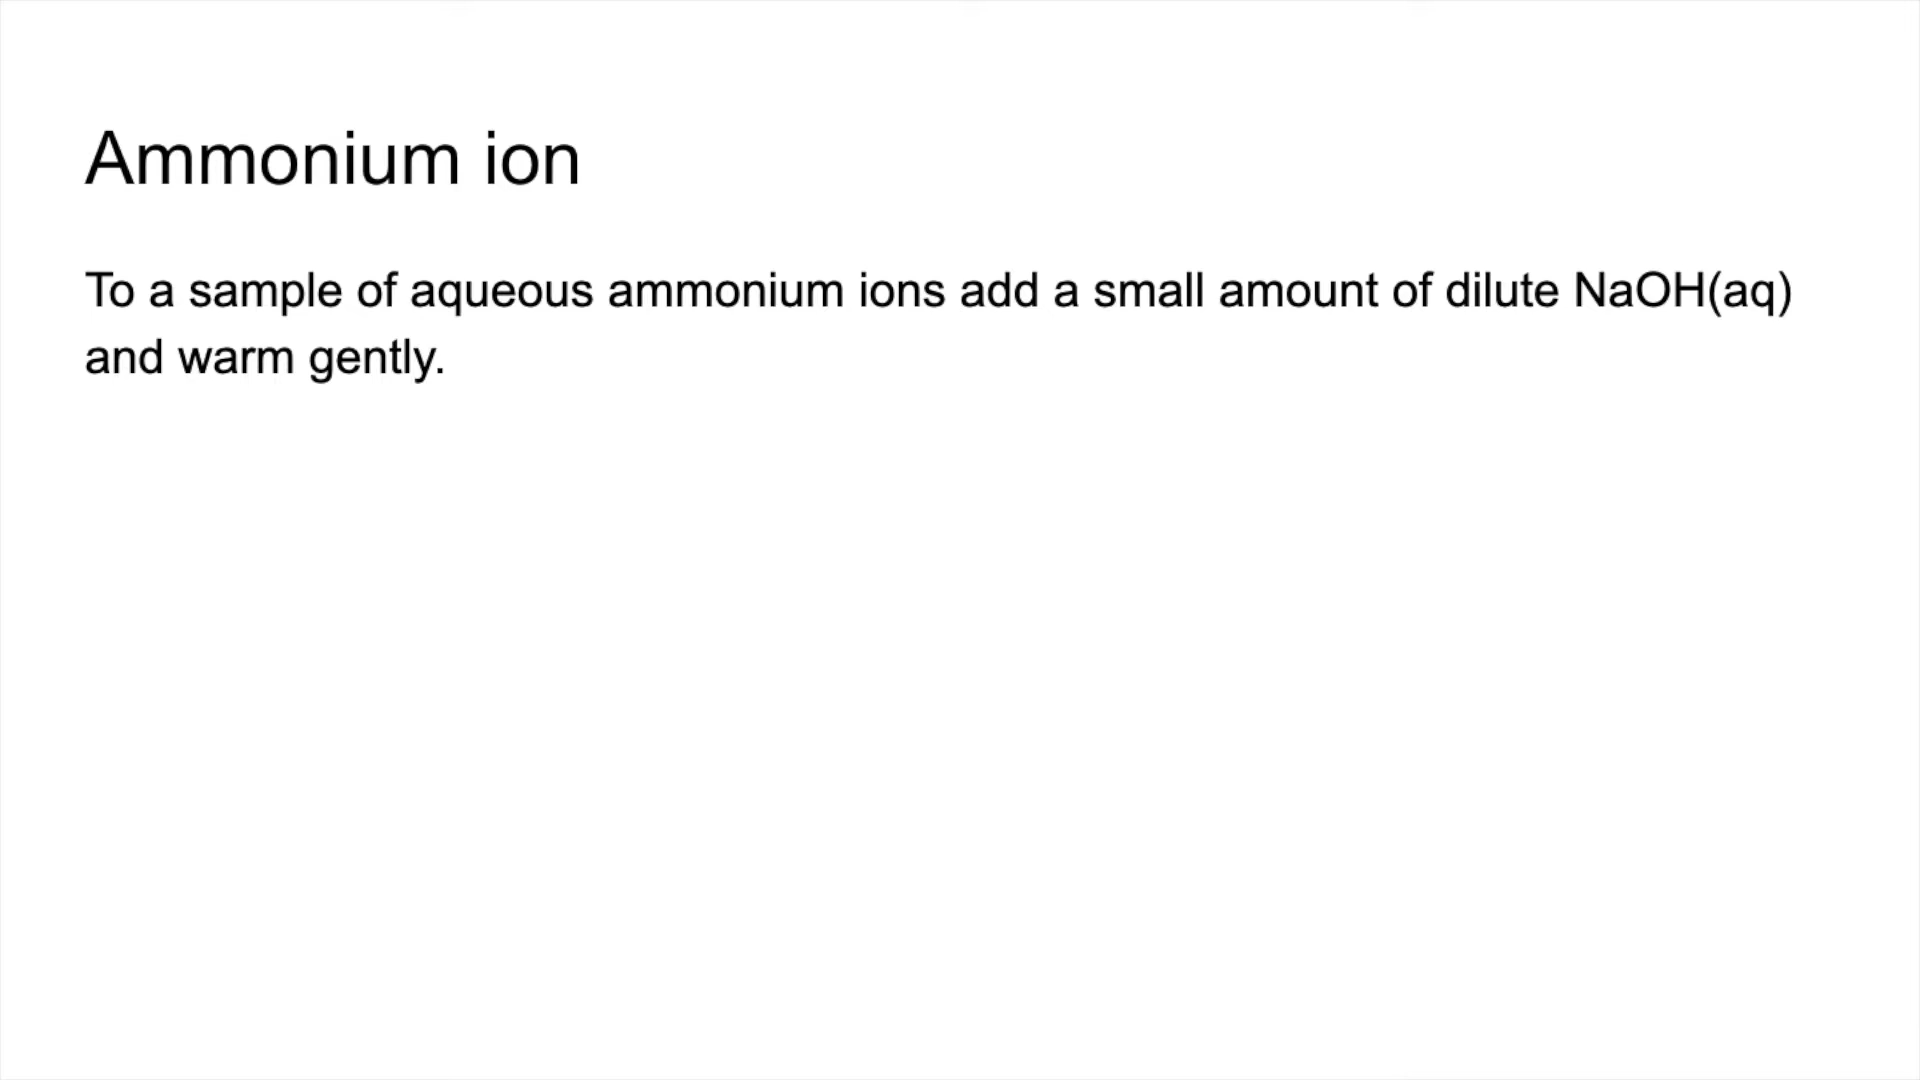 Ammonium ion
To a sample of aqueous ammonium ions add a small amount of dilute NaOH(aq)
and warm gently.